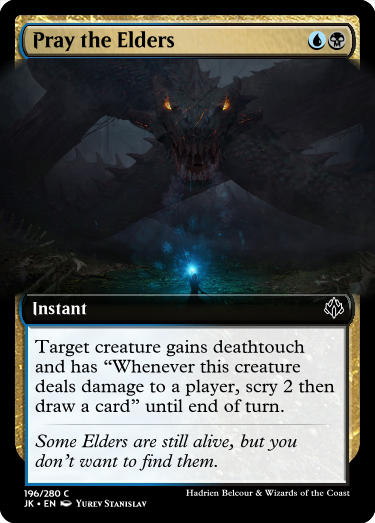 Pray the Elders
Instant
Target creature gains deathtouch
and has “Whenever this creature
deals damage to a player, scry 2 then
draw a card” until end of turn.
Some Elders are still alive, but you
don’t want to find them.
196/280 C
JK • EN Yurev Stanislav
Hadrien Belcour & Wizards of the Coast